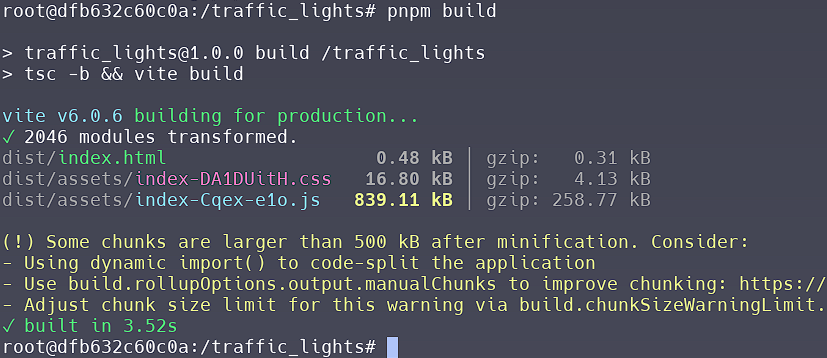 root@dfb632c60c0a:/traffic_lights# pnpm build
> traffic_lights@1.0.0 build /traffic_lights
> tsc -b && vite build
vite v6.0.6 building for production...
✓ 2046 modules transformed.
dist/index.html 0.48 kB │ gzip: 0.31 kB
dist/assets/index-DA1DUitH.css 16.80 kB │ gzip: 4.13 kB
dist/assets/index-Cqex-e1o.js 839.11 kB │ gzip: 258.77 kB
(!) Some chunks are larger than 500 kB after minification. Consider:
- Using dynamic import() to code-split the application
- Use build.rollupOptions.output.manualChunks to improve chunking: https://
- Adjust chunk size limit for this warning via build.chunkSizeWarningLimit.
✓ built in 3.52s
root@dfb632c60c0a:/traffic_lights#